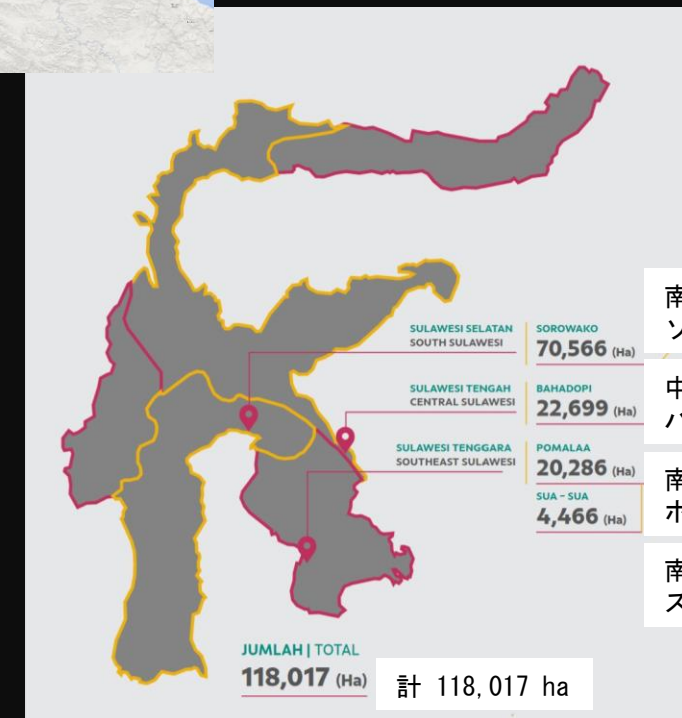 SULAWESI SELATAN
SOUTH SULAWESI
SOROWAKO
70,566 (Ha)
SULAWESI TENGAH
CENTRAL SULAWESI
BAHADOPI
22,699 (Ha)
SULAWESI TENGGARA
SOUTHEAST SULAWESI
POMALAA
20,286 (Ha)
SUA - SUA
4,466 (Ha)
南
ソ
中
バ
南
ポ
南
ス
JUMLAH | TOTAL
118,017 (Ha)
計 118,017 ha